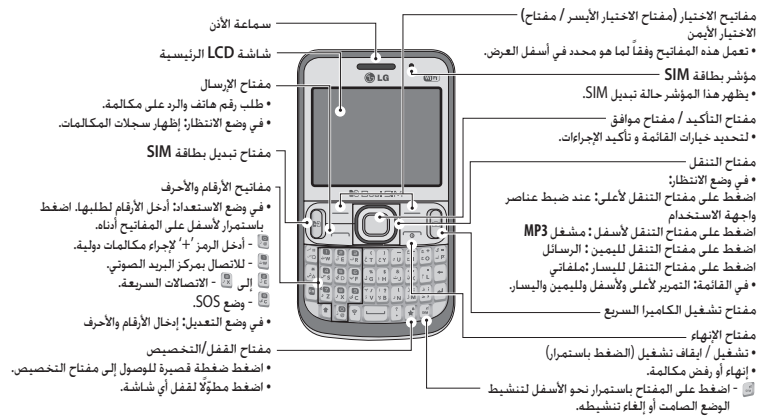 مفاتيح الاختيار (مفتاح الاختيار الأيسر / مفتاح
الاختيار الأيمن
• تعمل هذه المفاتيح وفقاً لما هو محدد في أسفل العرض.
مؤشر بطاقة SIM
• يظهر هذا المؤشر حالة تبديل SIM.
مفتاح التأكيد / مفتاح موافق
• لتحديد خيارات القائمة و تأكيد الإجراءات.
مفتاح التنقل
• في وضع الانتظار:
اضغط على مفتاح التنقل لأعلى: عند ضبط عناصر
واجهة الاستخدام
اضغط على مفتاح التنقل لأسفل : مشغل MP3
اضغط على مفتاح التنقل لليمين : الرسائل
اضغط على مفتاح التنقل لليسار :ملفاتي
• في القائمة: التمرير لأعلى ولأسفل ولليمين واليسار.
مفتاح تشغيل الكاميرا السريع
مفتاح الإنهاء
• تشغيل / ايقاف تشغيل (الضغط باستمرار)
• إنهاء أو رفض مكالمة.
- اضغط على المفتاح باستمرار نحو الأسفل لتنشيط
الوضع الصامت أو إلغاء تنشيطه.
سماعة الأذن
شاشة LCD الرئيسية
مفتاح الإرسال
• طلب رقم هاتف والرد على مكالمة.
• في وضع الانتظار: إظهار سجلات المكالمات.
مفتاح تبديل بطاقة SIM
مفاتيح الأرقام والأحرف
• في وضع الاستعداد: أدخل الأرقام لطلبها. اضغط
باستمرار لأسفل على المفاتيح أدناه.
- أدخل الرمز '+' لإجراء مكالمات دولية.
- للاتصال بمركز البريد الصوتي.
إلى - الاتصالات السريعة.
- وضع SOS.
• في وضع التعديل: إدخال الأرقام والأحرف
مفتاح القفل/التخصيص
• اضغط ضغطة قصيرة للوصول إلى مفتاح التخصيص.
• اضغط مطوّلًا لقفل أي شاشة.
LG
WiFi
Dual SIM